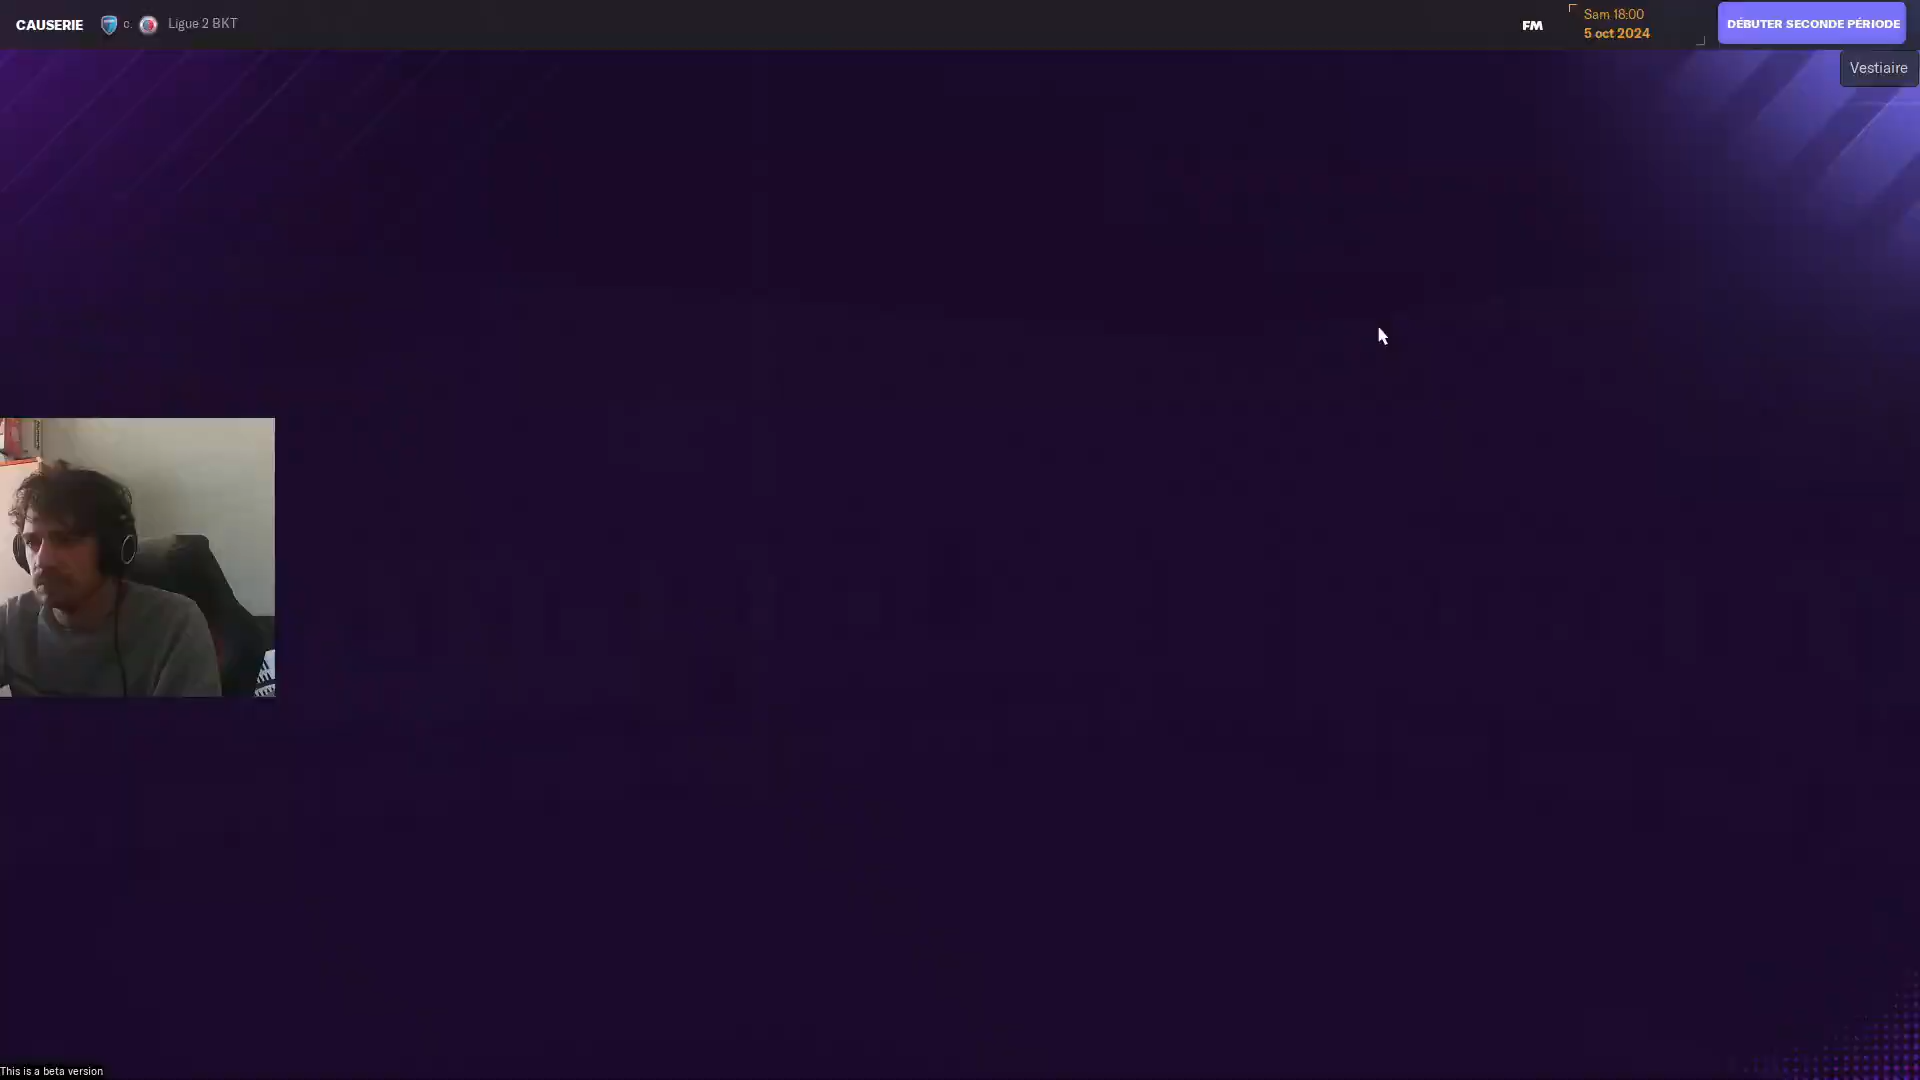 CAUSERIE c. Ligue 2 BKT
FM
Sam 18:00
5 oct 2024
DÉBUTER SECONDE PÉRIODE
Vestiaire
This is a beta version